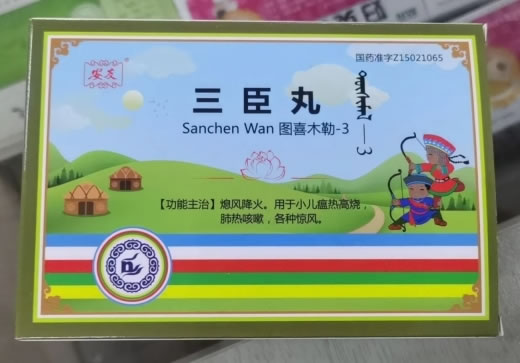 国药准字Z15021065
三臣丸
Sanchen Wan 图喜木勒-3
【功能主治】熄风降火。用于小儿瘟热高烧
肺热咳嗽，各种惊风。